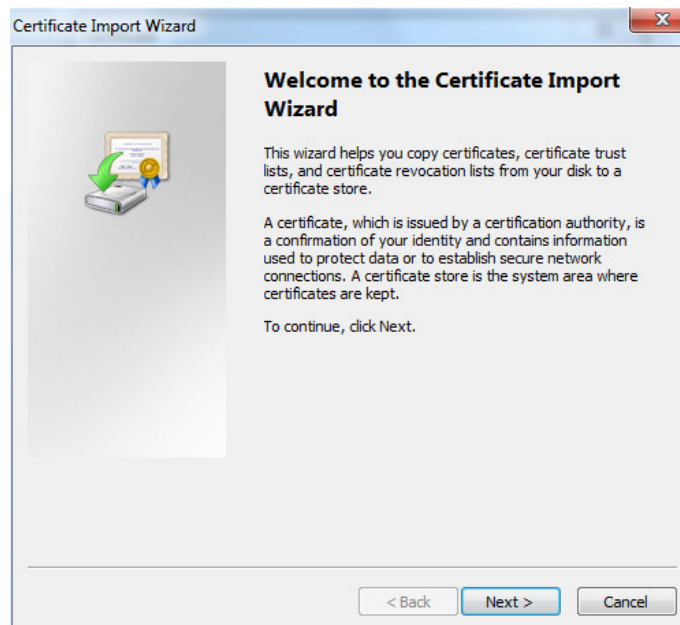 Certificate Import Wizard
Welcome to the Certificate Import
Wizard
This wizard helps you copy certificates, certificate trust
lists, and certificate revocation lists from your disk to a
certificate store.
A certificate, which is issued by a certification authority, is
a confirmation of your identity and contains information
used to protect data or to establish secure network
connections. A certificate store is the system area where
certificates are kept.
To continue, click Next.
< Back Next > Cancel